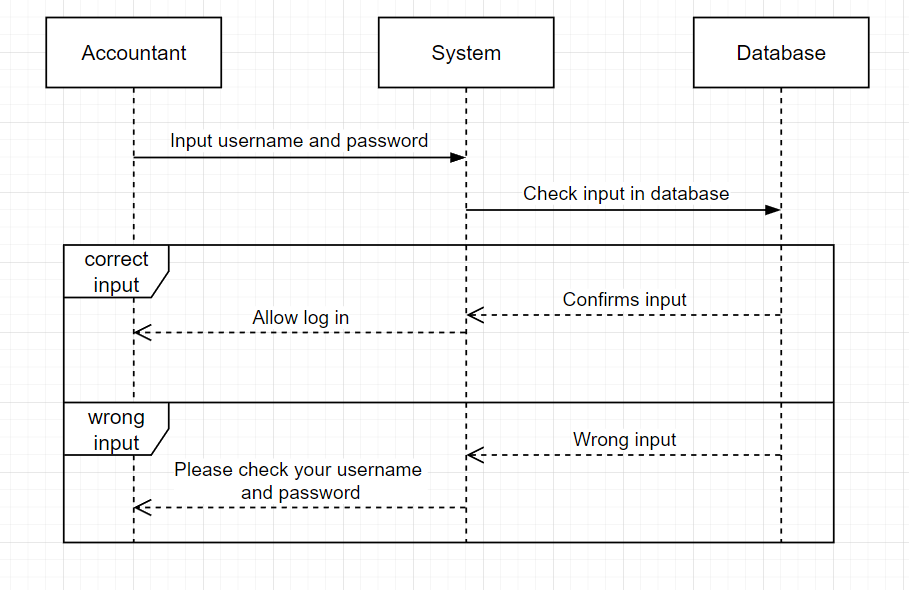 Accountant
System
Database
Input username and password
Check input in database
correct
input
Confirms input
Allow log in
wrong
input
Wrong input
Please check your username
and password